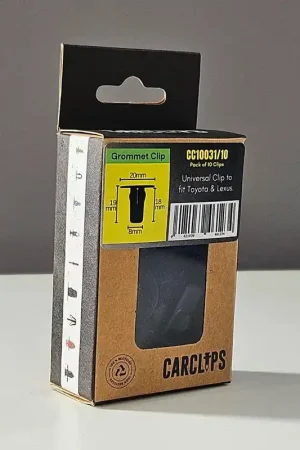 Grommet Clip
CC10031/10
Pack of 10 Clips
20mm
19
mm
18
mm
8mm
Universal Clip to
fit Toyota & Lexus.
CARCLIPS